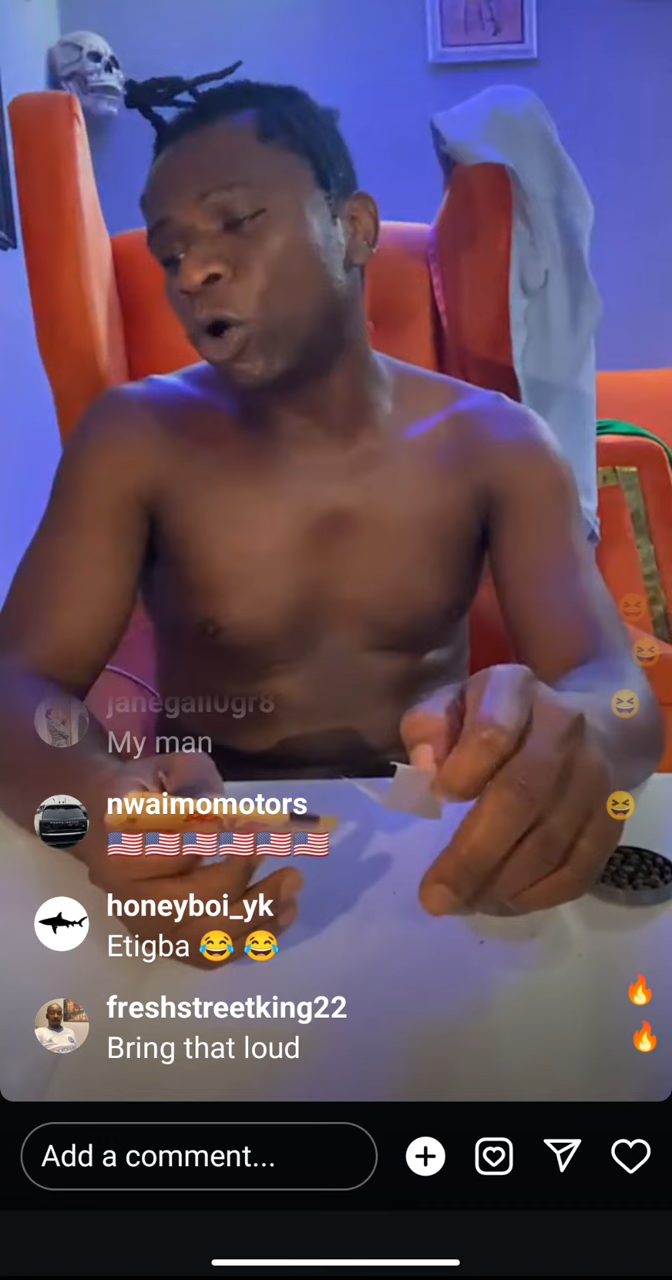 My man
nwaimomotors
🇺🇸🇺🇸🇺🇸🇺🇸🇺🇸🇺🇸
honeyboi_yk
Etigba 😂 😂
freshstreetking22
Bring that loud
Add a comment...